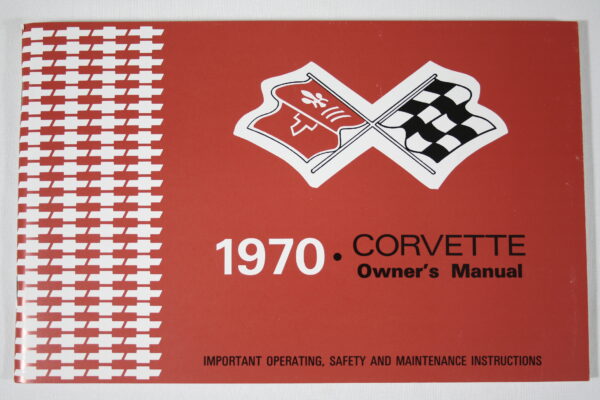 1970 · CORVETTE
Owner's Manual
IMPORTANT OPERATING, SAFETY AND MAINTENANCE INSTRUCTIONS